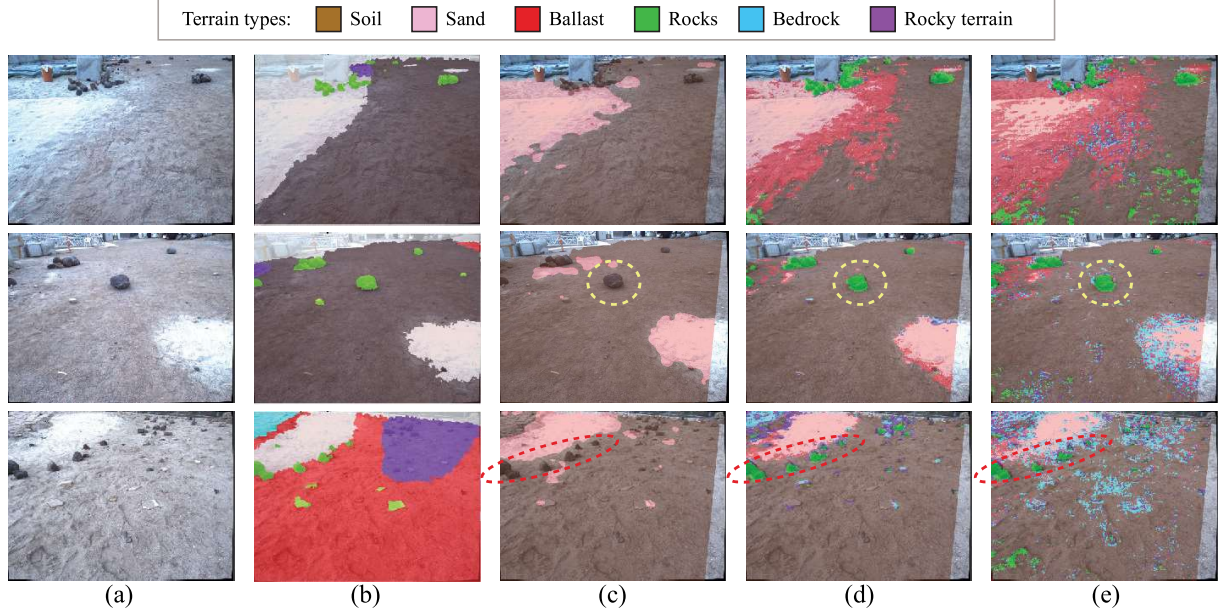 Terrain types: Soil Sand Ballast Rocks Bedrock Rocky terrain
(a) (b) (c) (d) (e)